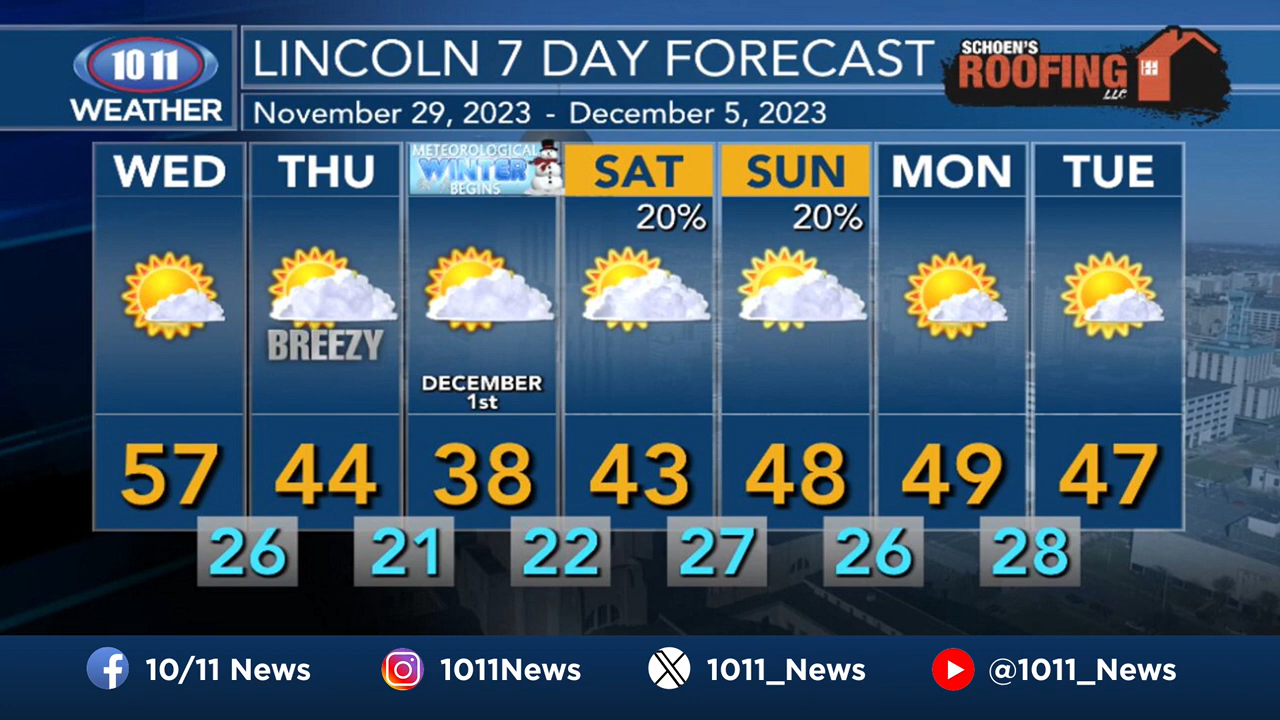 10 11
WEATHER
LINCOLN 7 DAY FORECAST
SCHOEN'S
ROOFING
LLC
November 29, 2023 - December 5, 2023
WED THU METEOROLOGICAL WINTER BEGINS SAT SUN MON TUE
20% 20%
BREEZY
DECEMBER
1st
57 44 38 43 48 49 47
26 21 22 27 26 28
10/11 News 1011News 1011_News @1011_News